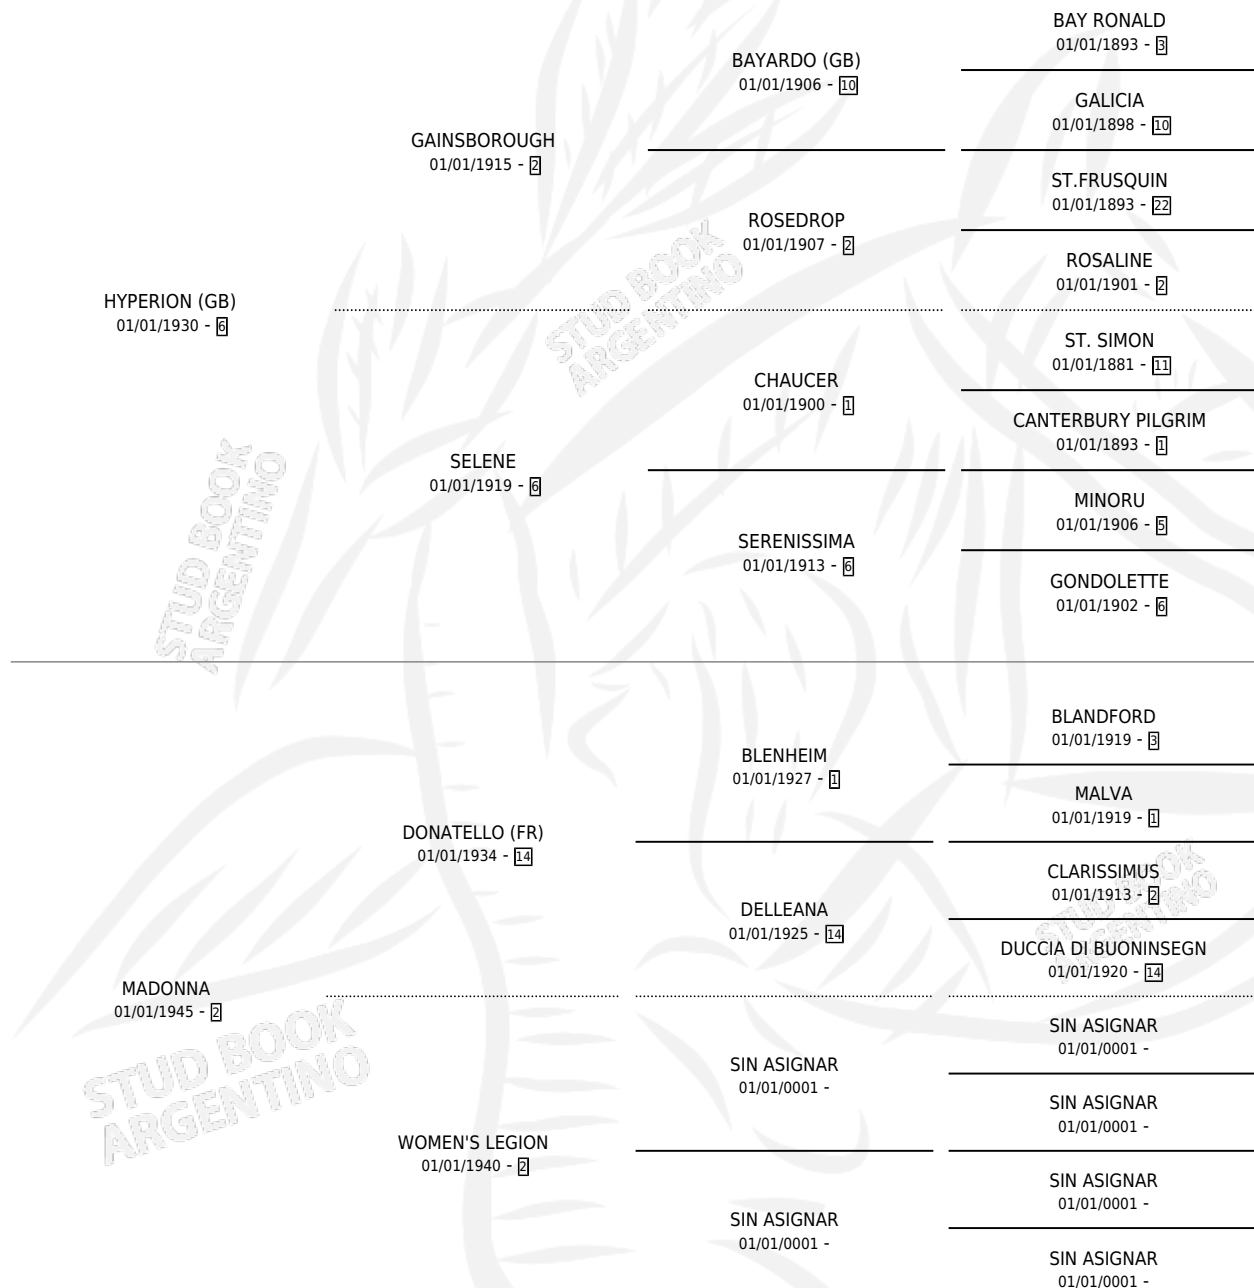 BAY RONALD
01/01/1893 - 3
BAYARDO (GB)
01/01/1906 - 10
GALICIA
01/01/1898 - 10
GAINSBOROUGH
01/01/1915 - 2
ST.FRUSQUIN
01/01/1893 - 22
ROSEDROP
01/01/1907 - 2
ROSALINE
01/01/1901 - 2
HYPERION (GB)
01/01/1930 - 6
ST. SIMON
01/01/1881 - 11
CHAUCER
01/01/1900 - 1
CANTERBURY PILGRIM
01/01/1893 - 1
SELENE
01/01/1919 - 6
MINORU
01/01/1906 - 5
SERENISSIMA
01/01/1913 - 6
GONDOLETTE
01/01/1902 - 6
BLANDFORD
01/01/1919 - 3
BLENHEIM
01/01/1927 - 1
MALVA
01/01/1919 - 1
DONATELLO (FR)
01/01/1934 - 14
CLARISSIMUS
01/01/1913 - 2
DELLEANA
01/01/1925 - 14
DUCCIA DI BUONINSEGN
01/01/1920 - 14
MADONNA
01/01/1945 - 2
SIN ASIGNAR
01/01/0001 -
SIN ASIGNAR
01/01/0001 -
SIN ASIGNAR
01/01/0001 -
WOMEN'S LEGION
01/01/1940 - 2
SIN ASIGNAR
01/01/0001 -
SIN ASIGNAR
01/01/0001 -
SIN ASIGNAR
01/01/0001 -
STUD BOOK
ARGENTINO
STUD BOOK
ARGENTINO
STUD BOOK
ARGENTINO
STUD BOOK
ARGENTINO